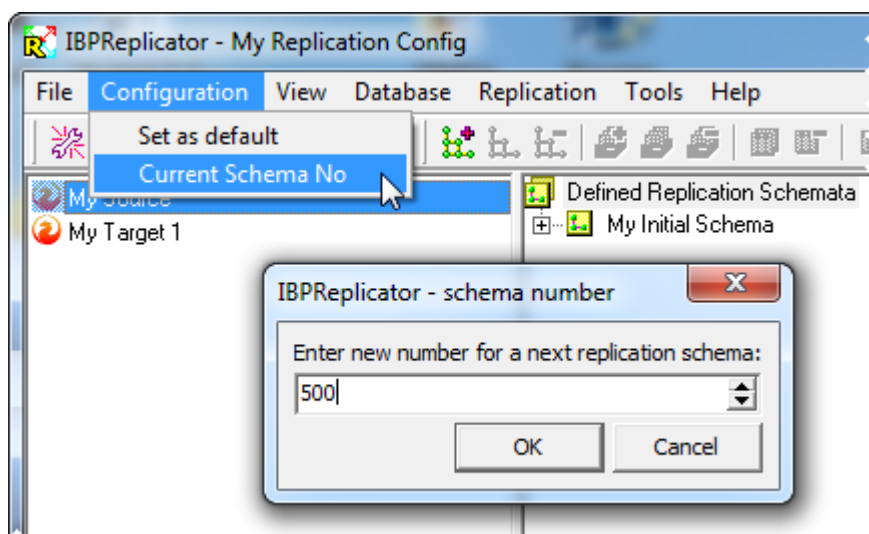 IBPReplicator - My Replication Config
File Configuration View Database Replication Tools Help
Set as default
Current Schema No
My Source
Defined Replication Schemata
My Target 1
My Initial Schema
IBPReplicator - schema number
Enter new number for a next replication schema:
500
OK Cancel